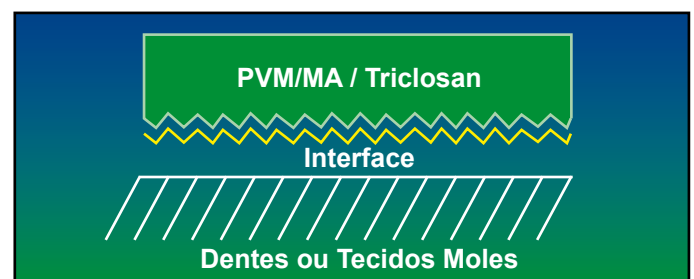 PVM/MA / Triclosan
Interface
Dentes ou Tecidos Moles